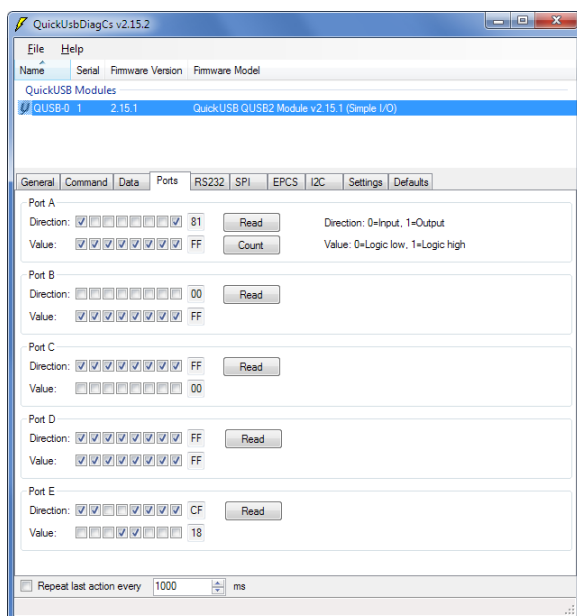 QuickUsbDiagCs v2.15.2
File Help
Name Serial Firmware Version Firmware Model
QuickUSB Modules
QUSB-0 1 2.15.1 QuickUSB QUSB2 Module v2.15.1 (Simple I/O)
General Command Data Ports RS232 SPI EPCS I2C Settings Defaults
Port A
Direction: 81 Read Direction: 0=Input, 1=Output
Value: FF Count Value: 0=Logic low, 1=Logic high
Port B
Direction: 00 Read
Value: FF
Port C
Direction: FF Read
Value: 00
Port D
Direction: FF Read
Value: FF
Port E
Direction: CF Read
Value: 18
Repeat last action every 1000 ms